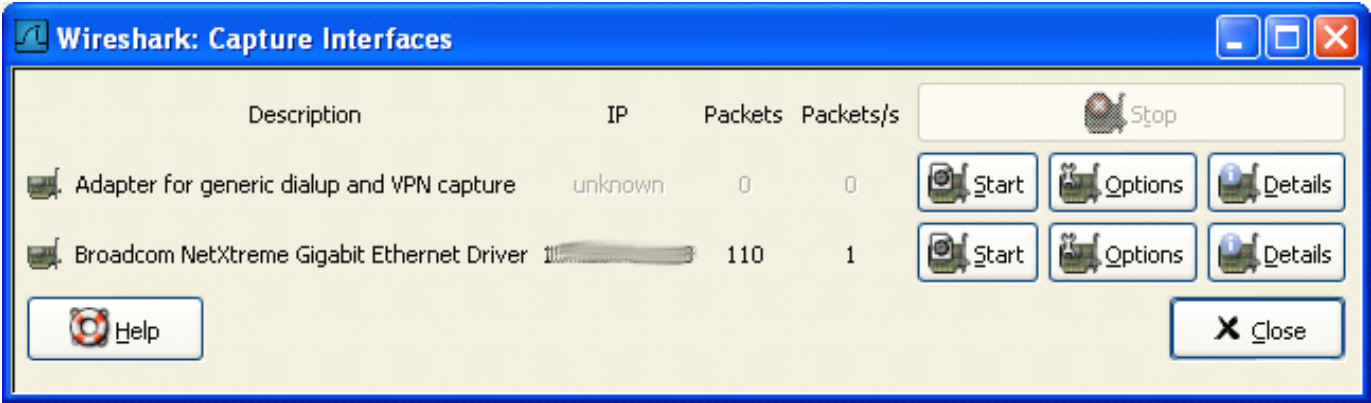 Wireshark: Capture Interfaces
Description IP Packets Packets/s Stop
Adapter for generic dialup and VPN capture unknown 0 0 Start Options Details
Broadcom NetXtreme Gigabit Ethernet Driver 110 1 Start Options Details
Help Close